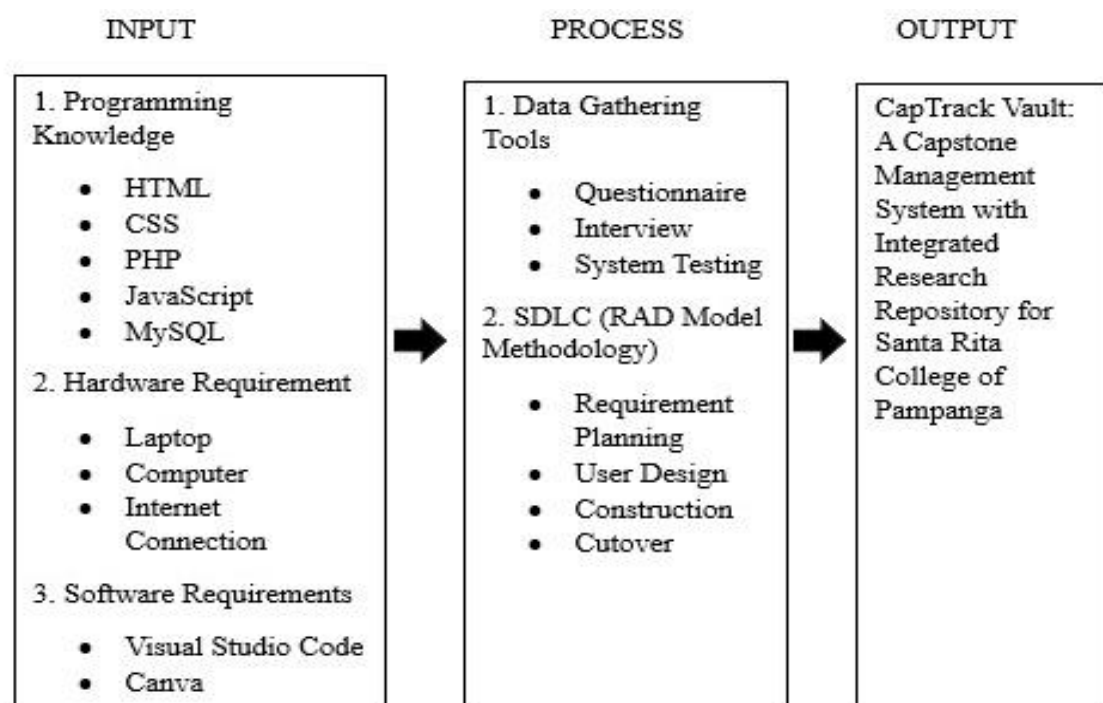 INPUT
1. Programming
Knowledge
• HTML
• CSS
• PHP
• JavaScript
• MySQL
2. Hardware Requirement
• Laptop
• Computer
• Internet
Connection
3. Software Requirements
• Visual Studio Code
• Canva
PROCESS
1. Data Gathering
Tools
• Questionnaire
• Interview
• System Testing
2. SDLC (RAD Model
Methodology)
• Requirement
Planning
• User Design
• Construction
• Cutover
OUTPUT
CapTrack Vault:
A Capstone
Management
System with
Integrated
Research
Repository for
Santa Rita
College of
Pampanga